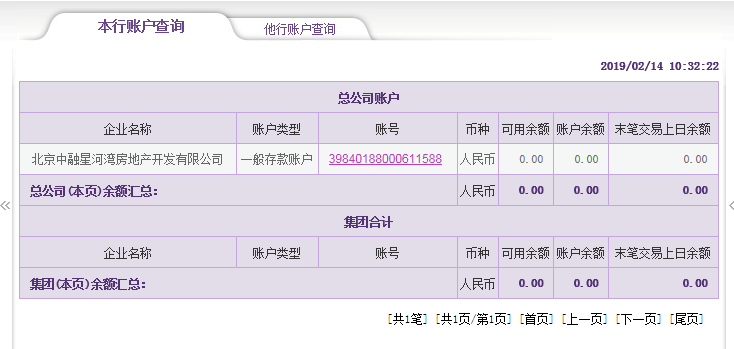 本行账户查询 他行账户查询
2019/02/14 10:32:22
总公司账户
企业名称 账户类型 账号 币种 可用余额 账户余额 末笔交易上日余额
北京中融星河湾房地产开发有限公司 一般存款账户 39840188000611588 人民币 0.00 0.00 0.00
总公司(本页)余额汇总: 人民币 0.00 0.00 0.00
集团合计
企业名称 账户类型 账号 币种 可用余额 账户余额 末笔交易上日余额
集团(本页)余额汇总: 人民币 0.00 0.00 0.00
[共1笔] [共1页/第1页] [首页] [上一页] [下一页] [尾页]